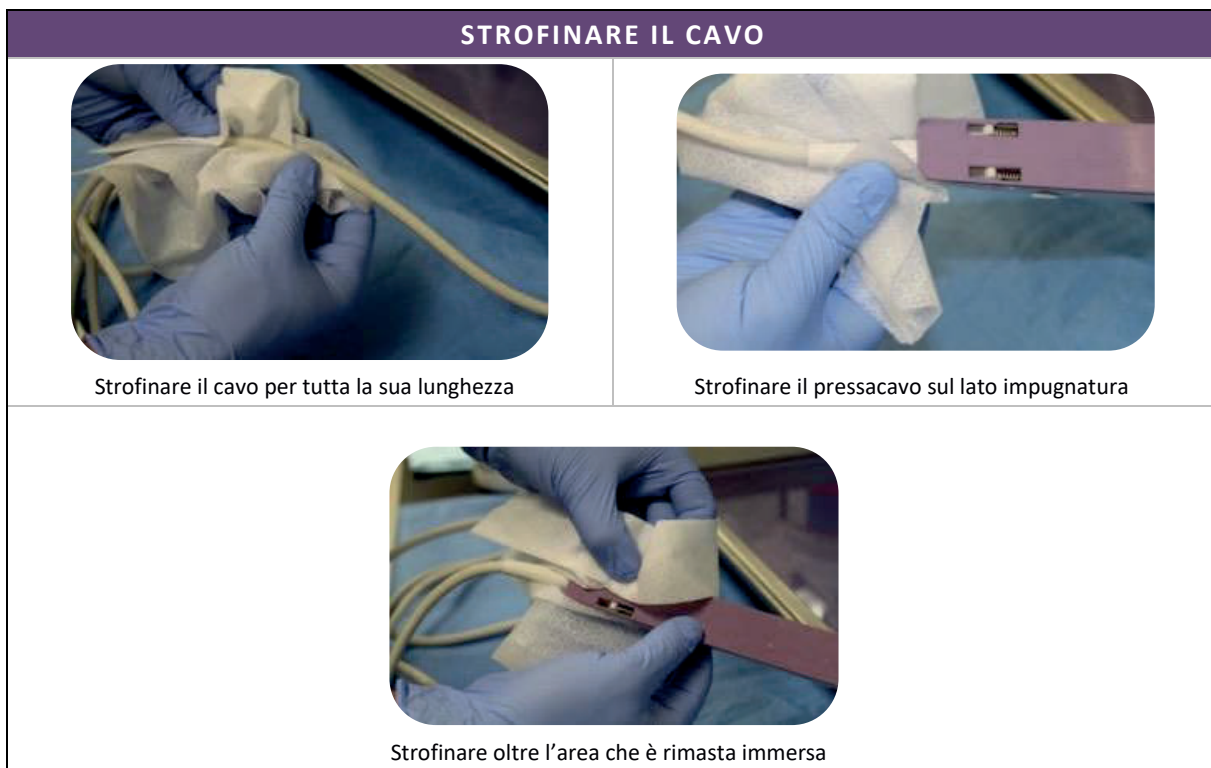 STROFINARE IL CAVO
Strofinare il cavo per tutta la sua lunghezza
Strofinare il pressacavo sul lato impugnatura
Strofinare oltre l’area che è rimasta immersa